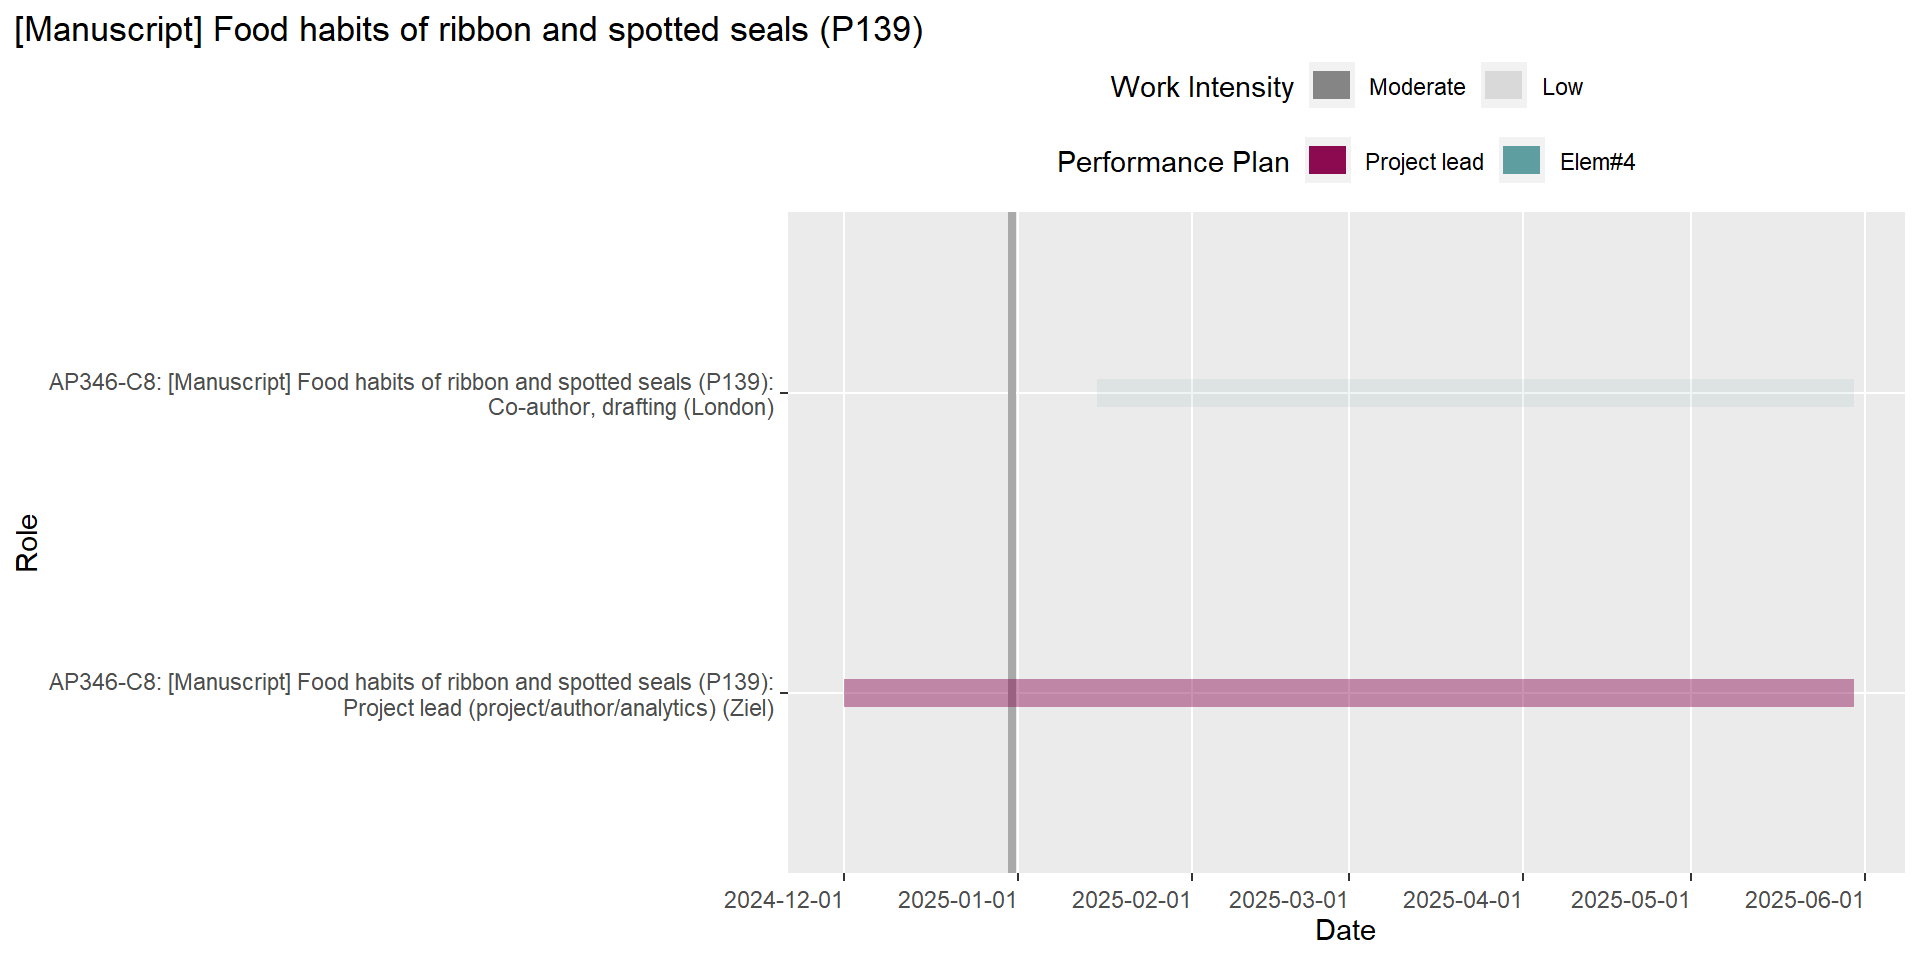 [Manuscript] Food habits of ribbon and spotted seals (P139)
Work Intensity Moderate Low
Performance Plan Project lead Elem#4
AP346-C8: [Manuscript] Food habits of ribbon and spotted seals (P139):
Co-author, drafting (London)
Role
AP346-C8: [Manuscript] Food habits of ribbon and spotted seals (P139):
Project lead (project/author/analytics) (Ziel)
2024-12-01 2025-01-01 2025-02-01 2025-03-01 2025-04-01 2025-05-01 2025-06-01
Date